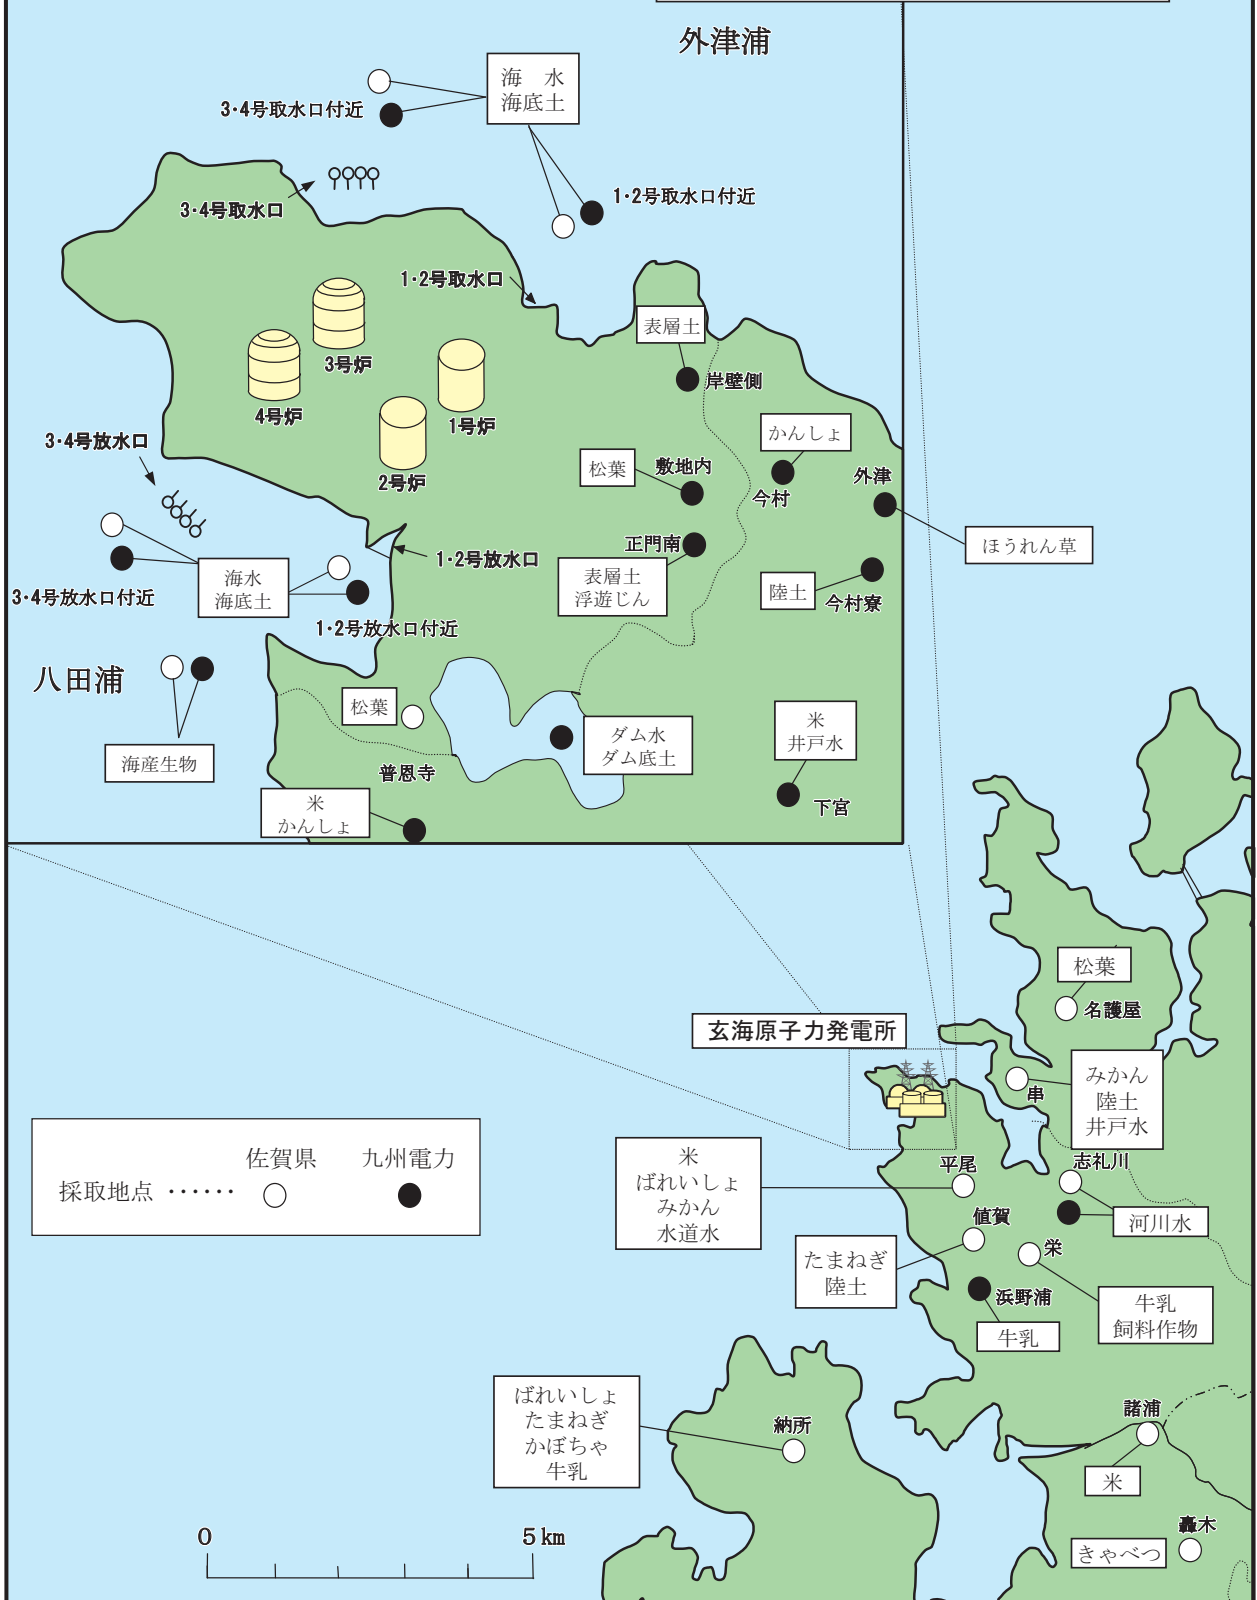 外津浦
海　水
海底土
3・4号取水口付近
1・2号取水口付近
3・4号取水口
1・2号取水口
表層土
岸壁側
3号炉
4号炉
1号炉
2号炉
かんしょ
今村
松葉
敷地内
外津
ほうれん草
3・4号放水口
正門南
表層土
浮遊じん
1・2号放水口
陸土
今村寮
海水
海底土
3・4号放水口付近
1・2号放水口付近
八田浦
松葉
海産生物
普恩寺
ダム水
ダム底土
米
井戸水
下宮
米
かんしょ
松葉
名護屋
玄海原子力発電所
みかん
陸土
井戸水
串
佐賀県
九州電力
採取地点 ‥‥‥
米
ばれいしょ
みかん
水道水
平尾
志礼川
河川水
値賀
たまねぎ
陸土
栄
浜野浦
牛乳
牛乳
飼料作物
ばれいしょ
たまねぎ
かぼちゃ
牛乳
納所
諸浦
米
轟木
きゃべつ
0
5km